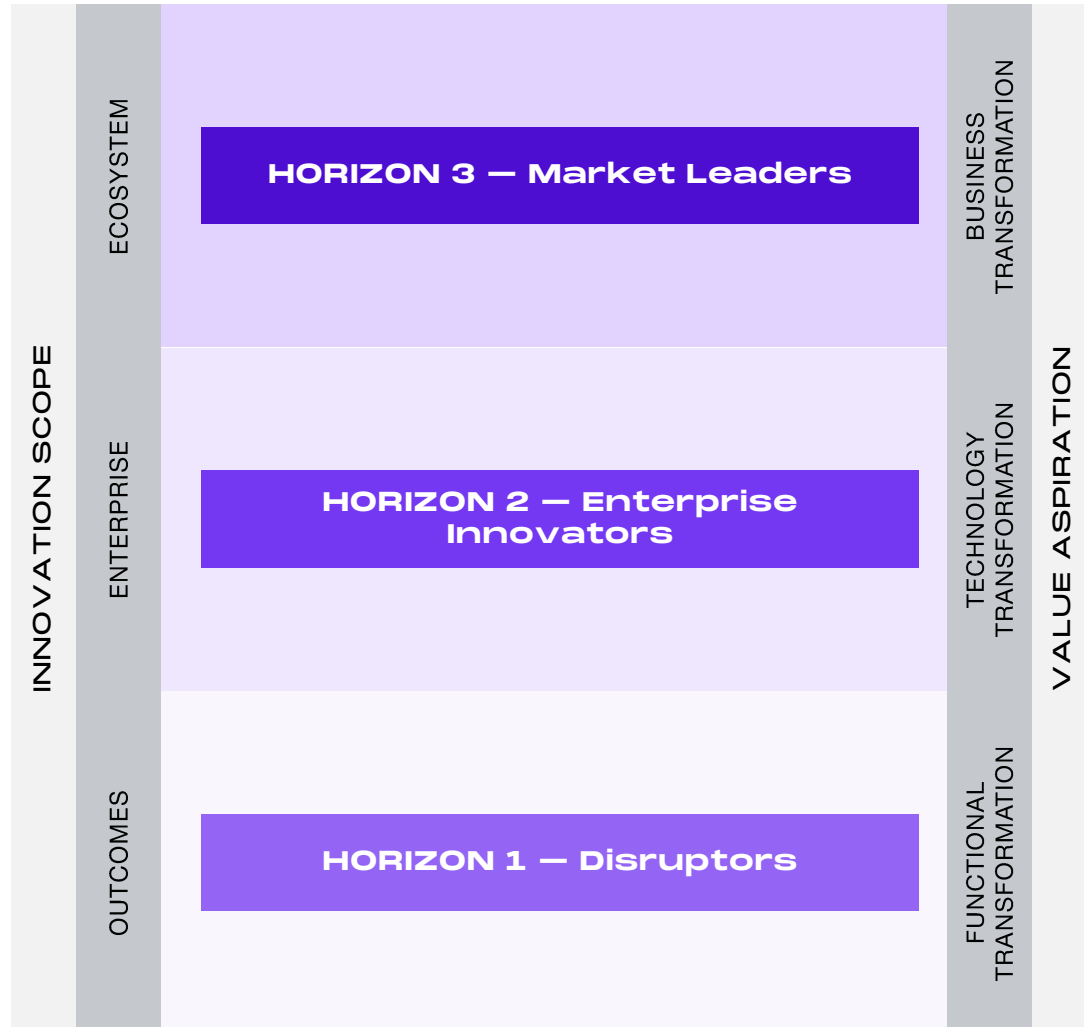 INNOVATION SCOPE
ECOSYSTEM
HORIZON 3 — Market Leaders
BUSINESS
TRANSFORMATION
ENTERPRISE
HORIZON 2 — Enterprise
Innovators
TECHNOLOGY
TRANSFORMATION
OUTCOMES
HORIZON 1 — Disruptors
FUNCTIONAL
TRANSFORMATION
VALUE ASPIRATION